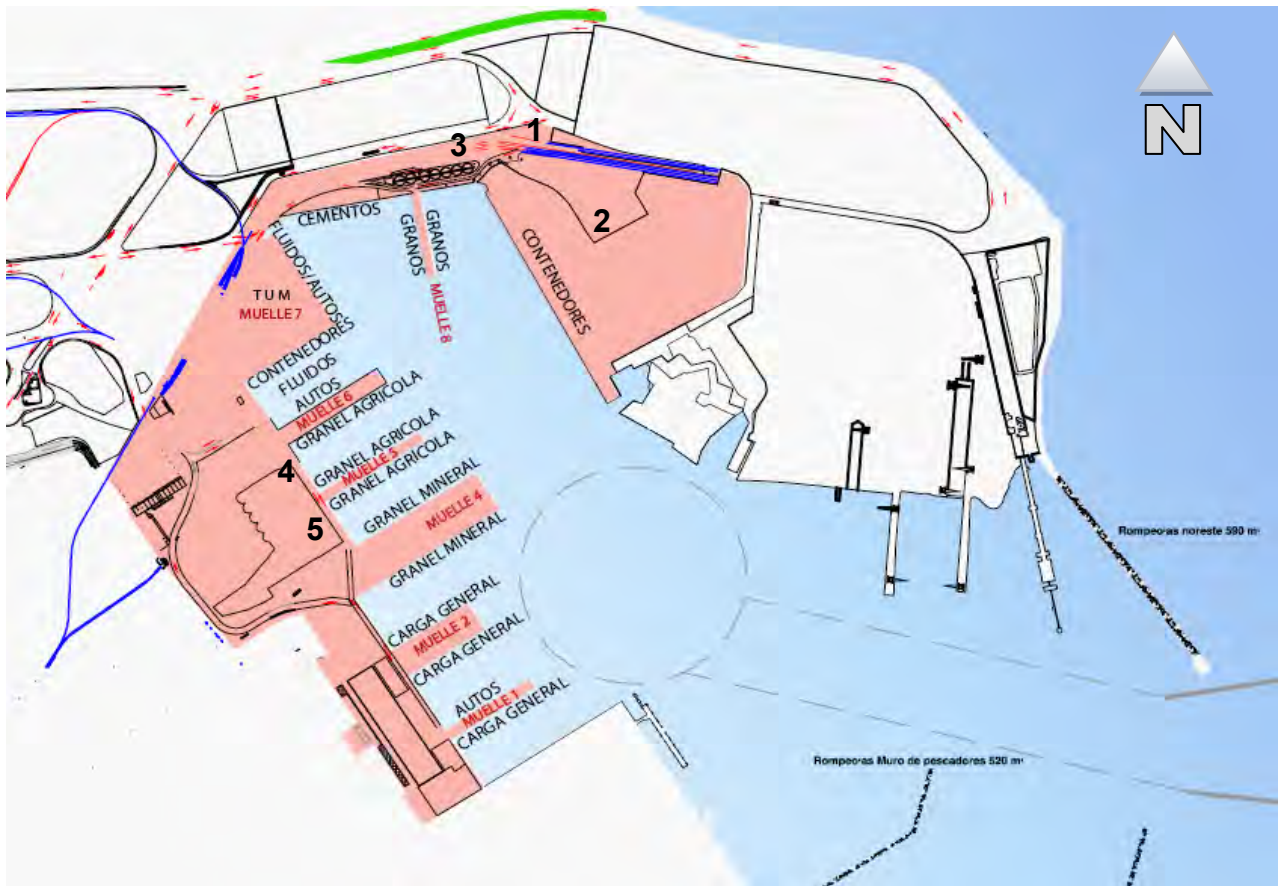 N
1
3
2
CEMENTOS
GRANOS
GRANOS
MUELLE 8
CONTENEDORES
FLUIDOS/AUTOS
TUM
MUELLE 7
CONTENEDORES
FLUIDOS
AUTOS
MUELLE 6
GRANEL AGRICOLA
4
GRANEL AGRICOLA
MUELLE 5
GRANEL AGRICOLA
5
GRANEL MINERAL
MUELLE 4
GRANEL MINERAL
Rompeoras noreste 590 m
CARGA GENERAL
MUELLE 2
CARGA GENERAL
AUTOS
MUELLE 1
CARGA GENERAL
Rompeoras Muro de pescadores 520 m